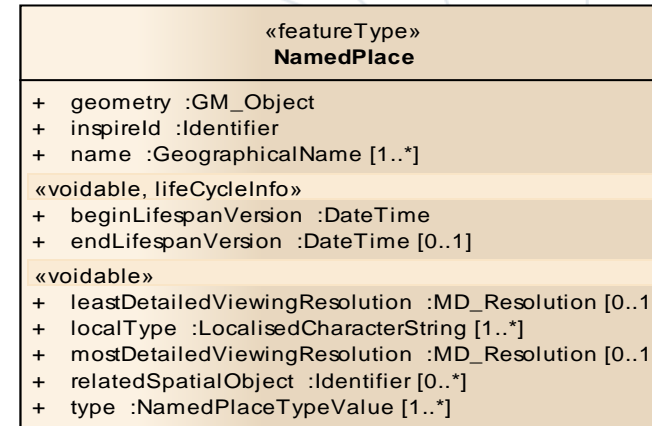 «featureType»
NamedPlace
+ geometry :GM_Object
+ inspireId :Identifier
+ name :GeographicalName [1..*]
«voidable, lifeCycleInfo»
+ beginLifespanVersion :DateTime
+ endLifespanVersion :DateTime [0..1]
«voidable»
+ leastDetailedViewingResolution :MD_Resolution [0..1
+ localType :LocalisedCharacterString [1..*]
+ mostDetailedViewingResolution :MD_Resolution [0..1
+ relatedSpatialObject :Identifier [0..*]
+ type :NamedPlaceTypeValue [1..*]